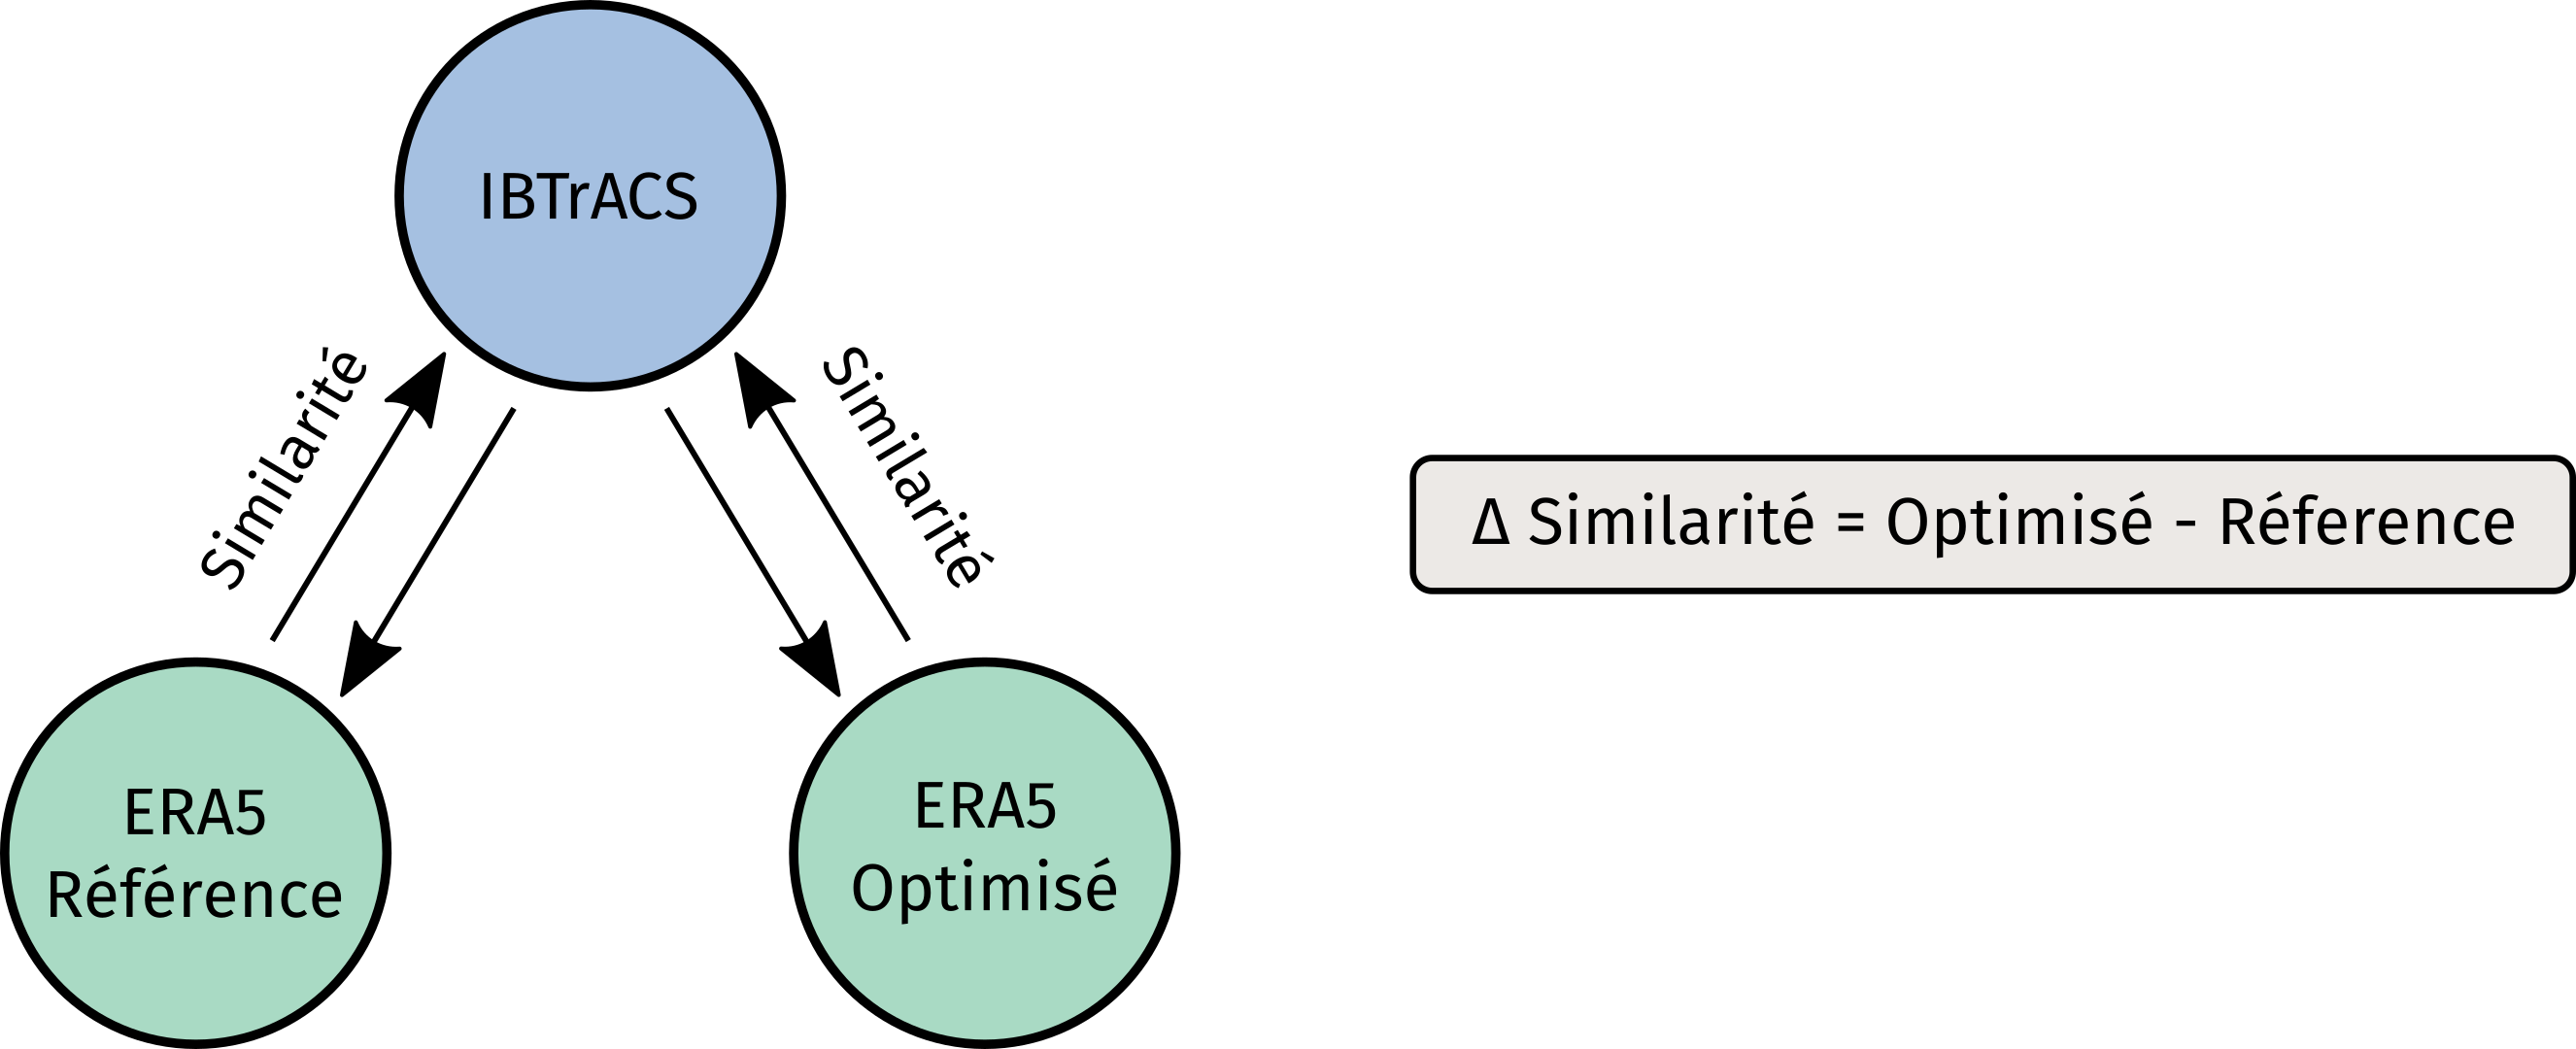 IBTrACS
Similarité
Similarité
Δ Similarité = Optimisé - Réference
ERA5
Référence
ERA5
Optimisé